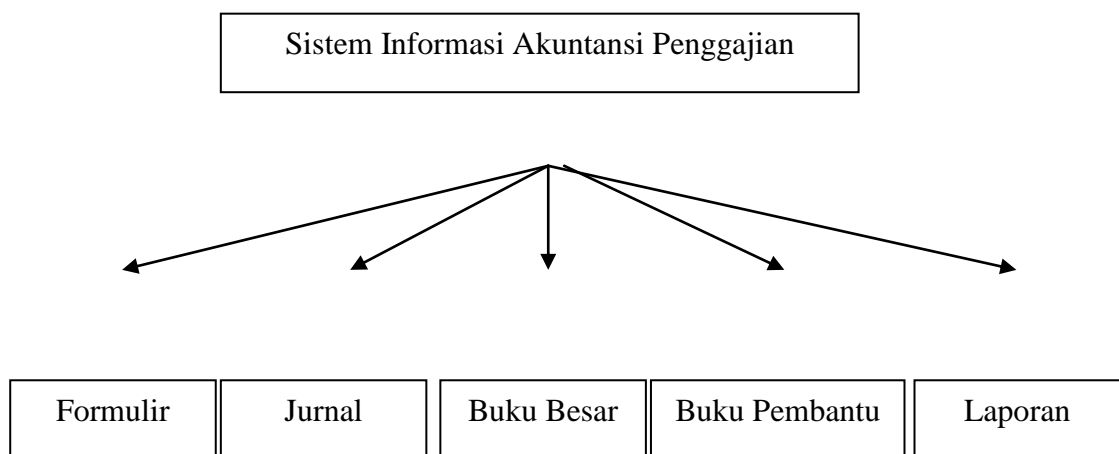 Sistem Informasi Akuntansi Penggajian
Formulir
Jurnal
Buku Besar
Buku Pembantu
Laporan